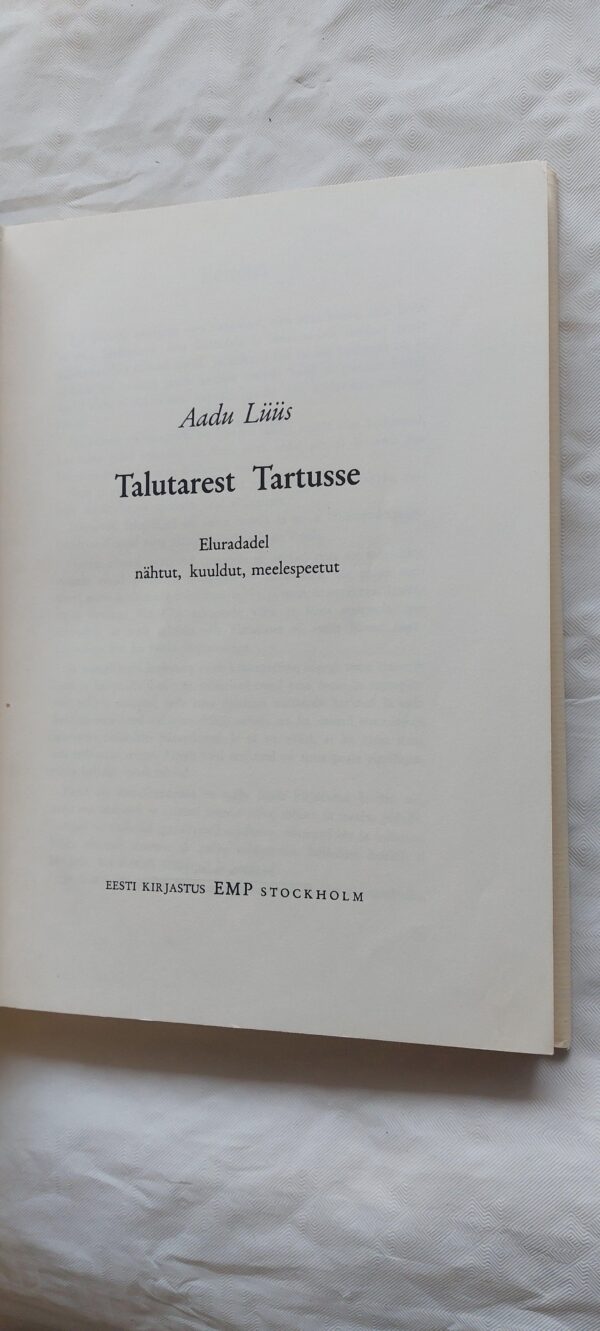 Aadu Lüüs
Talutarest Tartusse
Eluradadel
nähtut, kuuldut, meelespeetut
EESTI KIRJASTUS EMP STOCKHOLM